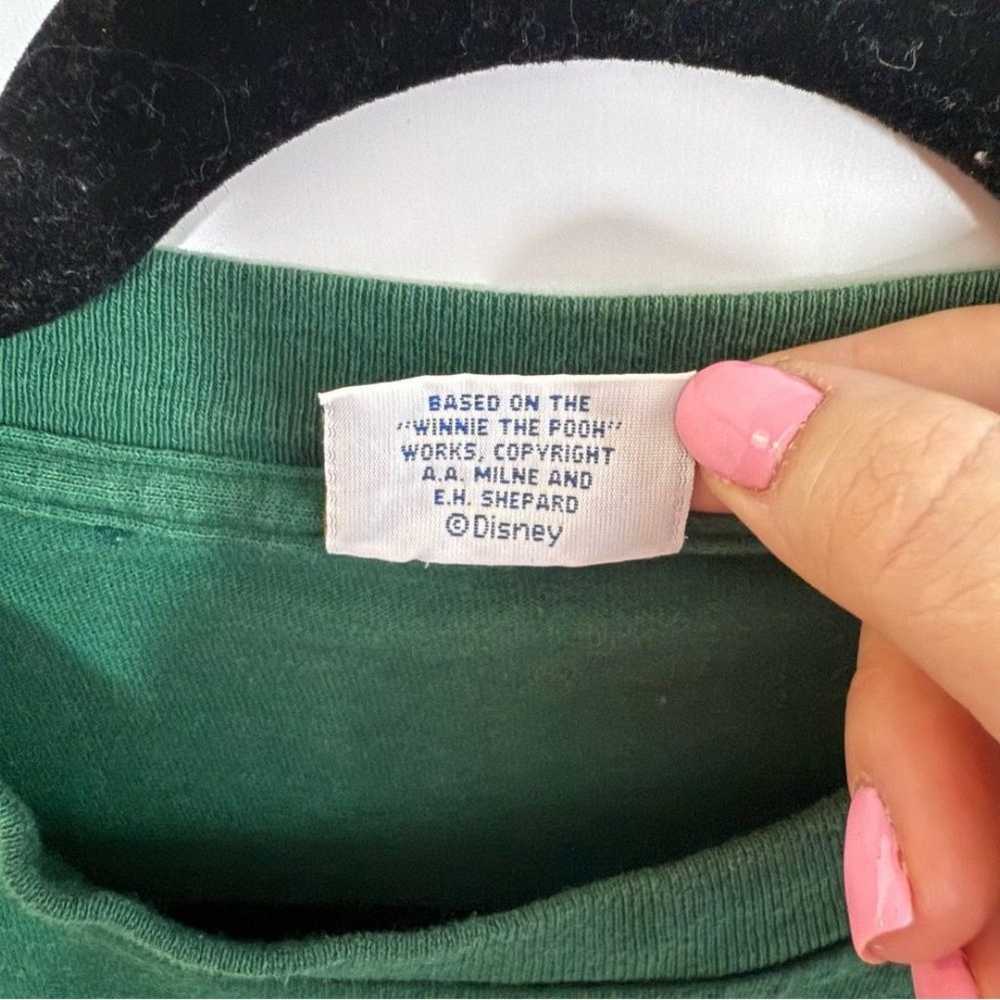 BASED ON THE
"WINNIE THE POOH"
WORKS, COPYRIGHT
A.A. MILNE AND
E.H. SHEPARD
©Disney